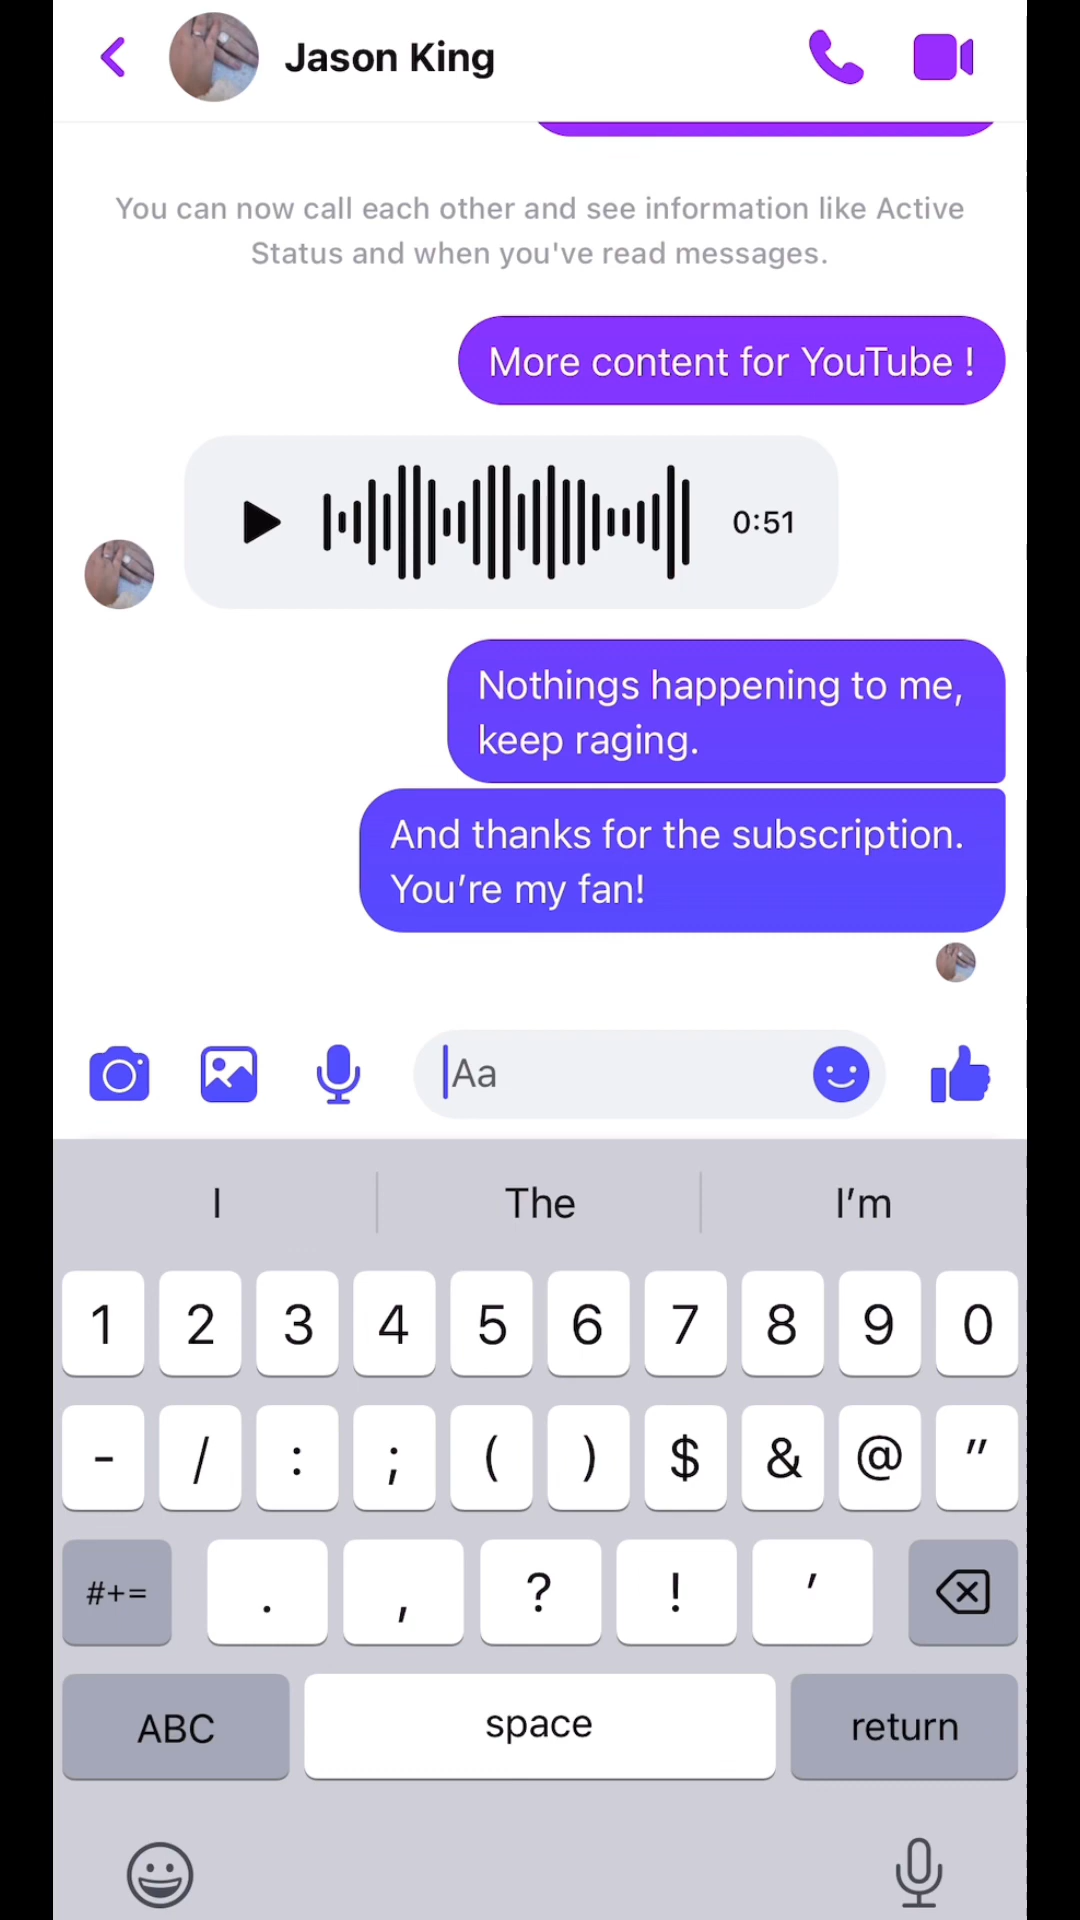 Jason King
You can now call each other and see information like Active
Status and when you've read messages.
More content for YouTube !
0:51
Nothings happening to me,
keep raging.
And thanks for the subscription.
You’re my fan!
Aa
I The I’m
1 2 3 4 5 6 7 8 9 0
- / : ; ( ) $ & @ "
#+= . , ? ! '
ABC space return